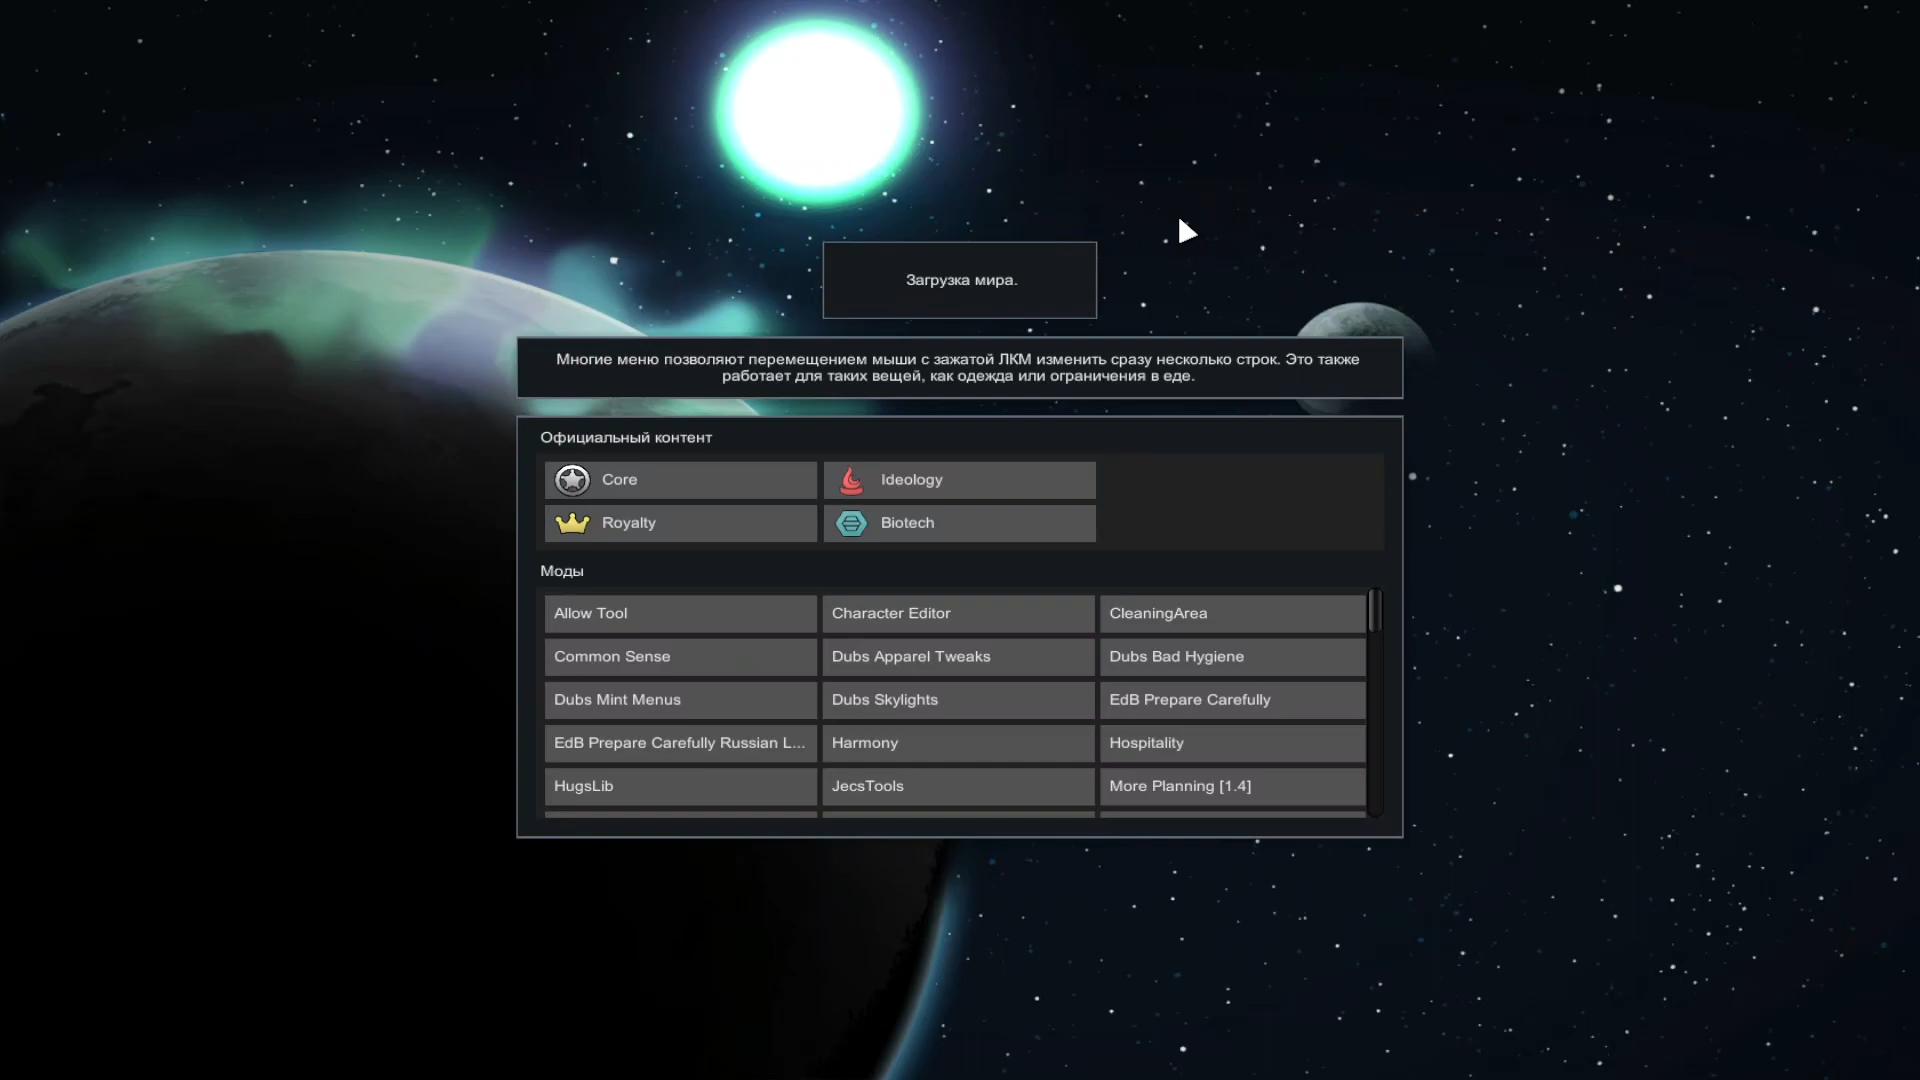 Загрузка мира.
Многие меню позволяют перемещением мыши с зажатой ЛКМ изменить сразу несколько строк. Это также
работает для таких вещей, как одежда или ограничения в еде.
Официальный контент
Core
Ideology
Royalty
Biotech
Моды
Allow Tool
Character Editor
CleaningArea
Common Sense
Dubs Apparel Tweaks
Dubs Bad Hygiene
Dubs Mint Menus
Dubs Skylights
EdB Prepare Carefully
EdB Prepare Carefully Russian L...
Harmony
Hospitality
HugsLib
JecsTools
More Planning [1.4]